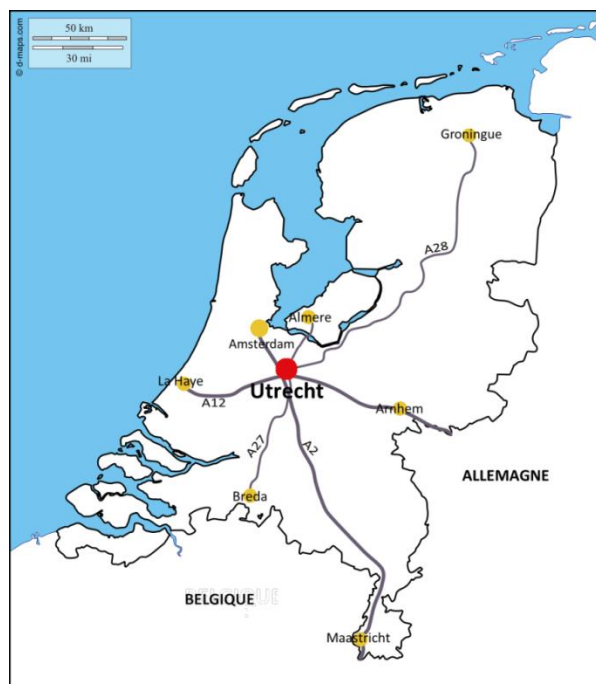 50 km
30 mi
© d-maps.com
Groningue
A28
Almere
Amsterdam
La Haye
Utrecht
A12
Arnhem
A27
A2
ALLEMAGNE
Breda
BELGIQUE
Maastricht